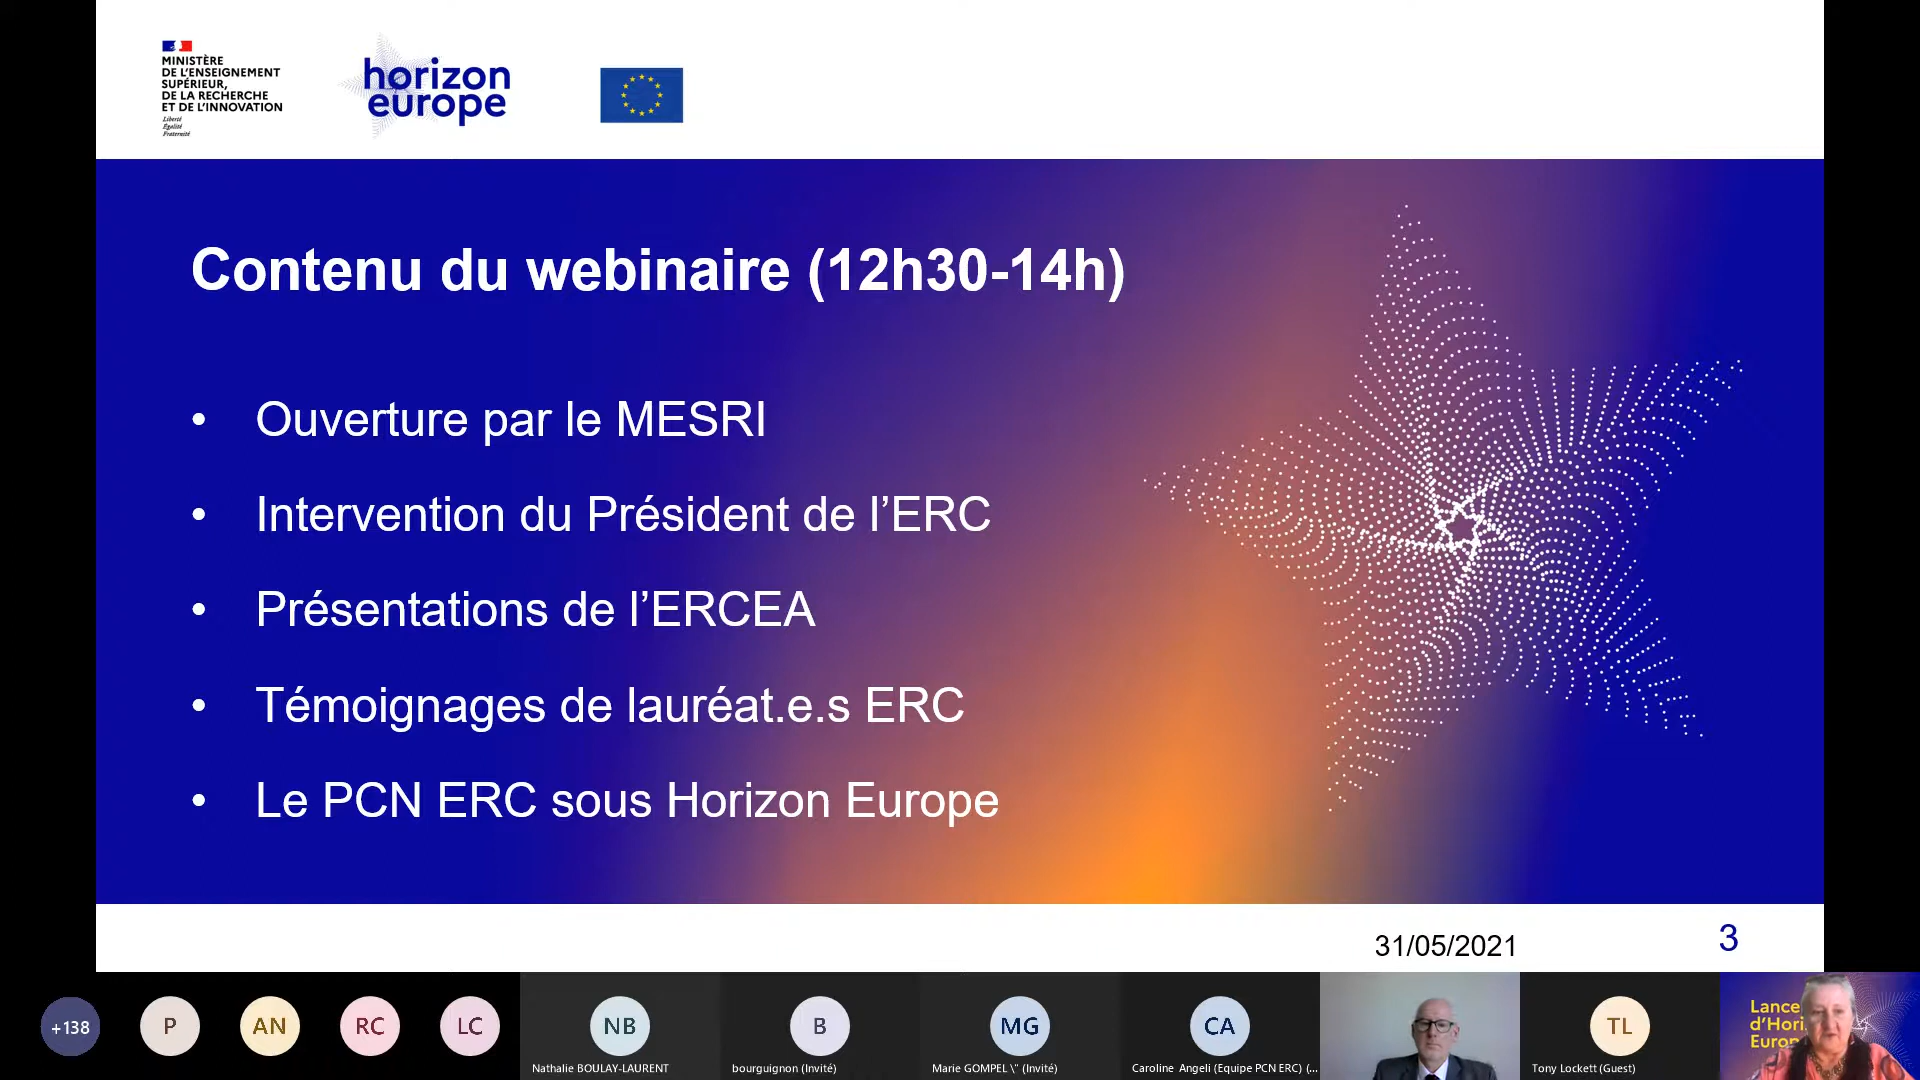 MINISTÈRE
DE L'ENSEIGNEMENT
SUPÉRIEUR,
DE LA RECHERCHE
ET DE L'INNOVATION
Liberté
Égalité
Fraternité
horizon
europe
Contenu du webinaire (12h30-14h)
• Ouverture par le MESRI
• Intervention du Président de l’ERC
• Présentations de l’ERCEA
• Témoignages de lauréat.e.s ERC
• Le PCN ERC sous Horizon Europe
31/05/2021
3
+138
P
AN
RC
LC
NB
B
MG
CA
TL
Nathalie BOULAY-LAURENT
bourguignon (Invité)
Marie GOMPEL \" (Invité)
Caroline Angeli (Equipe PCN ERC) (...
Tony Lockett (Guest)
Lance
d'Hori
Europ